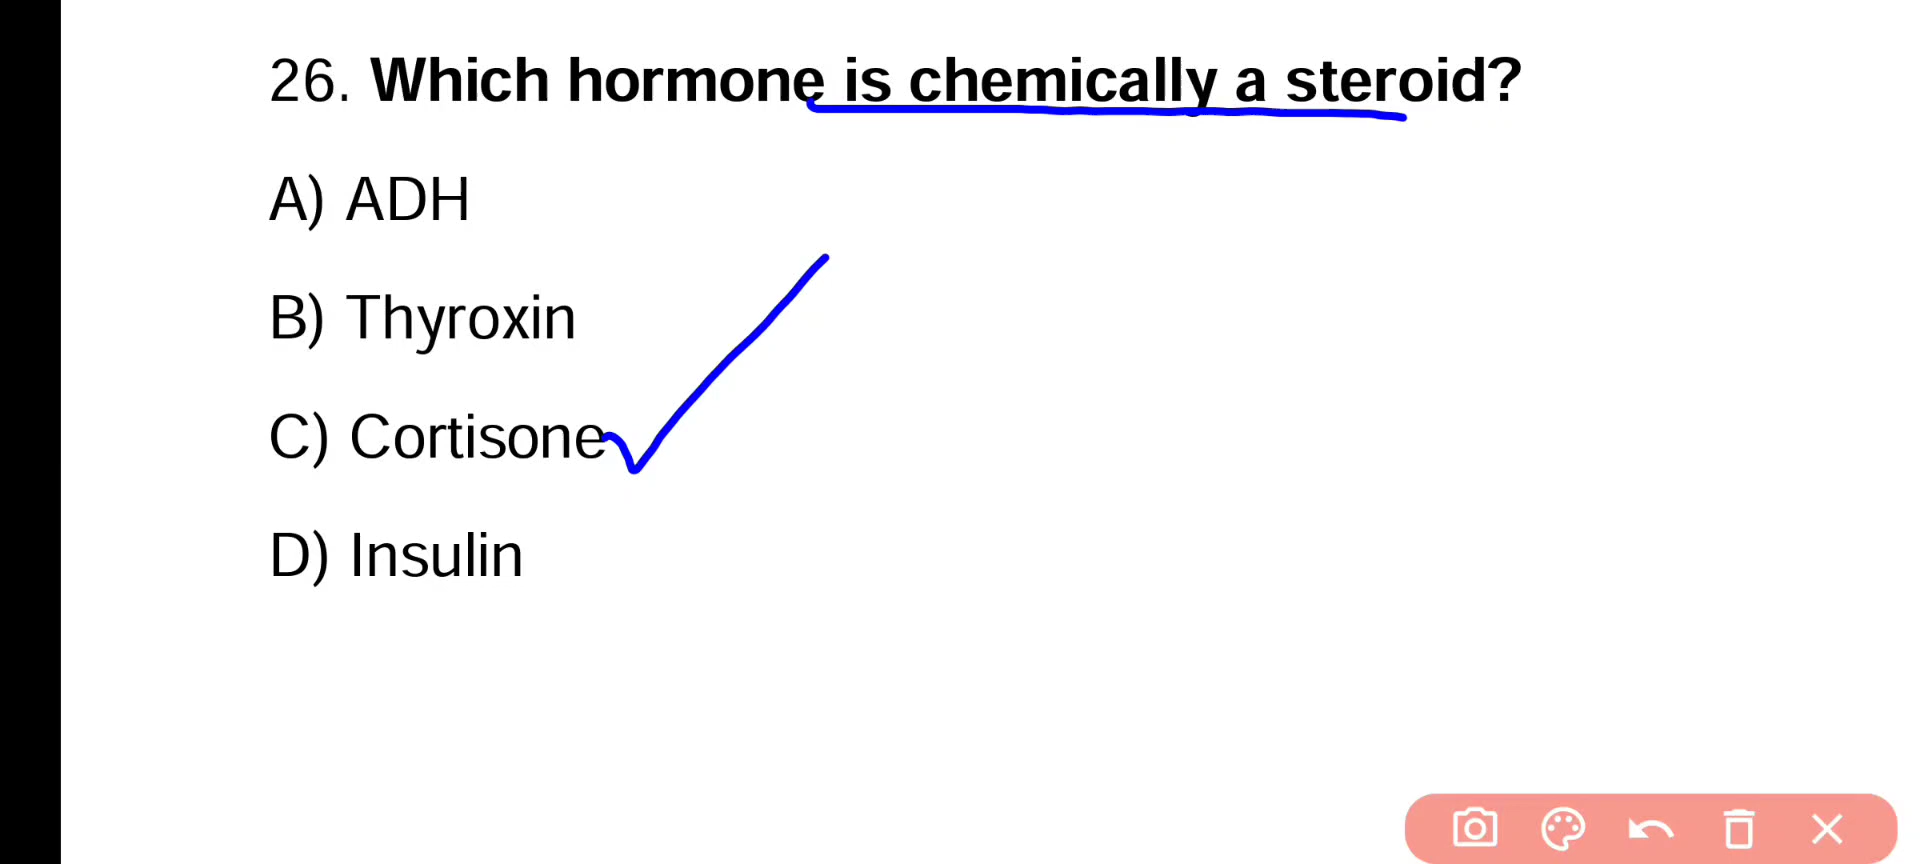 26. Which hormone is chemically a steroid?
A) ADH
B) Thyroxin
C) Cortisone
D) Insulin